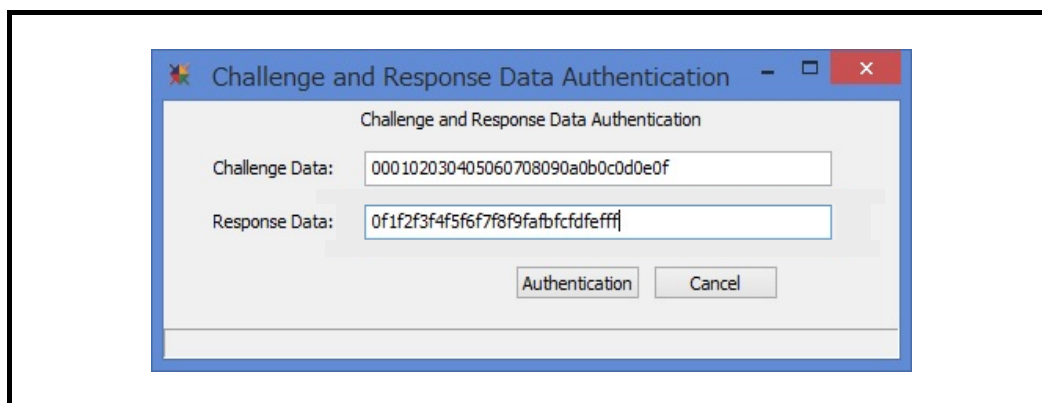 Challenge and Response Data Authentication
Challenge and Response Data Authentication
Challenge Data: 000102030405060708090a0b0c0d0e0f
Response Data: 0f1f2f3f4f5f6f7f8f9fafbfcfdfefff
Authentication Cancel